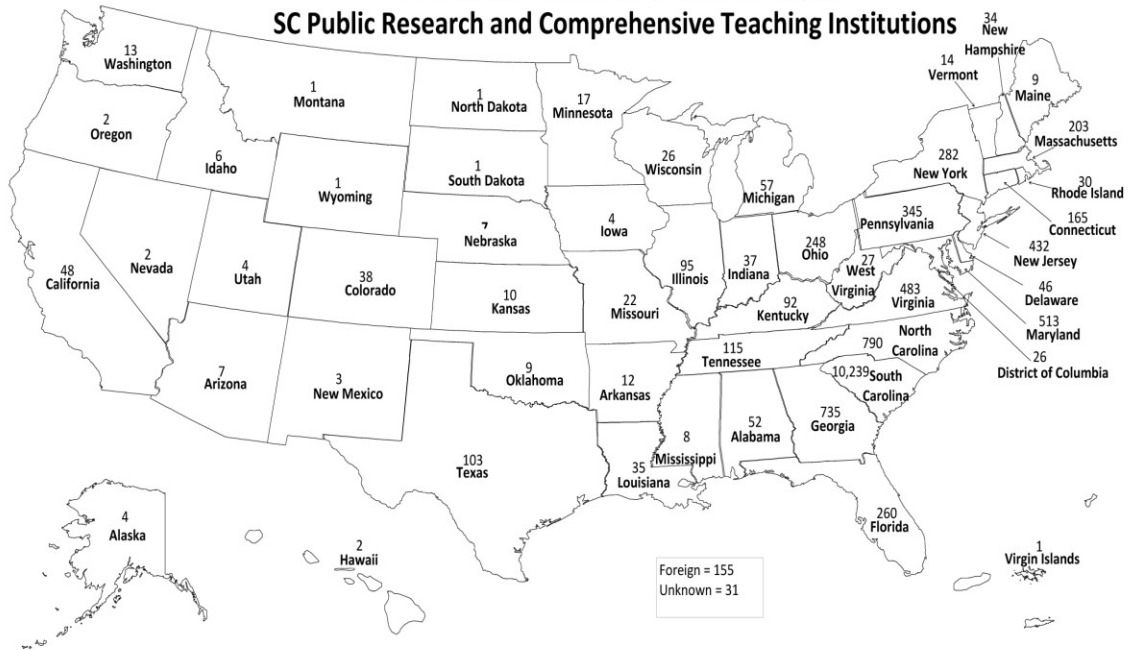 SC Public Research and Comprehensive Teaching Institutions
13
Washington
2
Oregon
6
Idaho
1
Montana
1
North Dakota
1
South Dakota
1
Wyoming
7
Nebraska
17
Minnesota
26
Wisconsin
57
Michigan
4
Iowa
48
California
2
Nevada
4
Utah
38
Colorado
10
Kansas
22
Missouri
95
Illinois
37
Indiana
248
Ohio
27
West
Virginia
92
Kentucky
483
Virginia
345
Pennsylvania
282
New York
14
Vermont
34
New
Hampshire
9
Maine
203
Massachusetts
30
Rhode Island
165
Connecticut
432
New Jersey
46
Delaware
513
Maryland
26
District of Columbia
7
Arizona
3
New Mexico
9
Oklahoma
12
Arkansas
115
Tennessee
North
790 Carolina
10,239 South
Carolina
735
Georgia
52
Alabama
8
Mississippi
35
Louisiana
103
Texas
260
Florida
4
Alaska
2
Hawaii
1
Virgin Islands
Foreign = 155
Unknown = 31